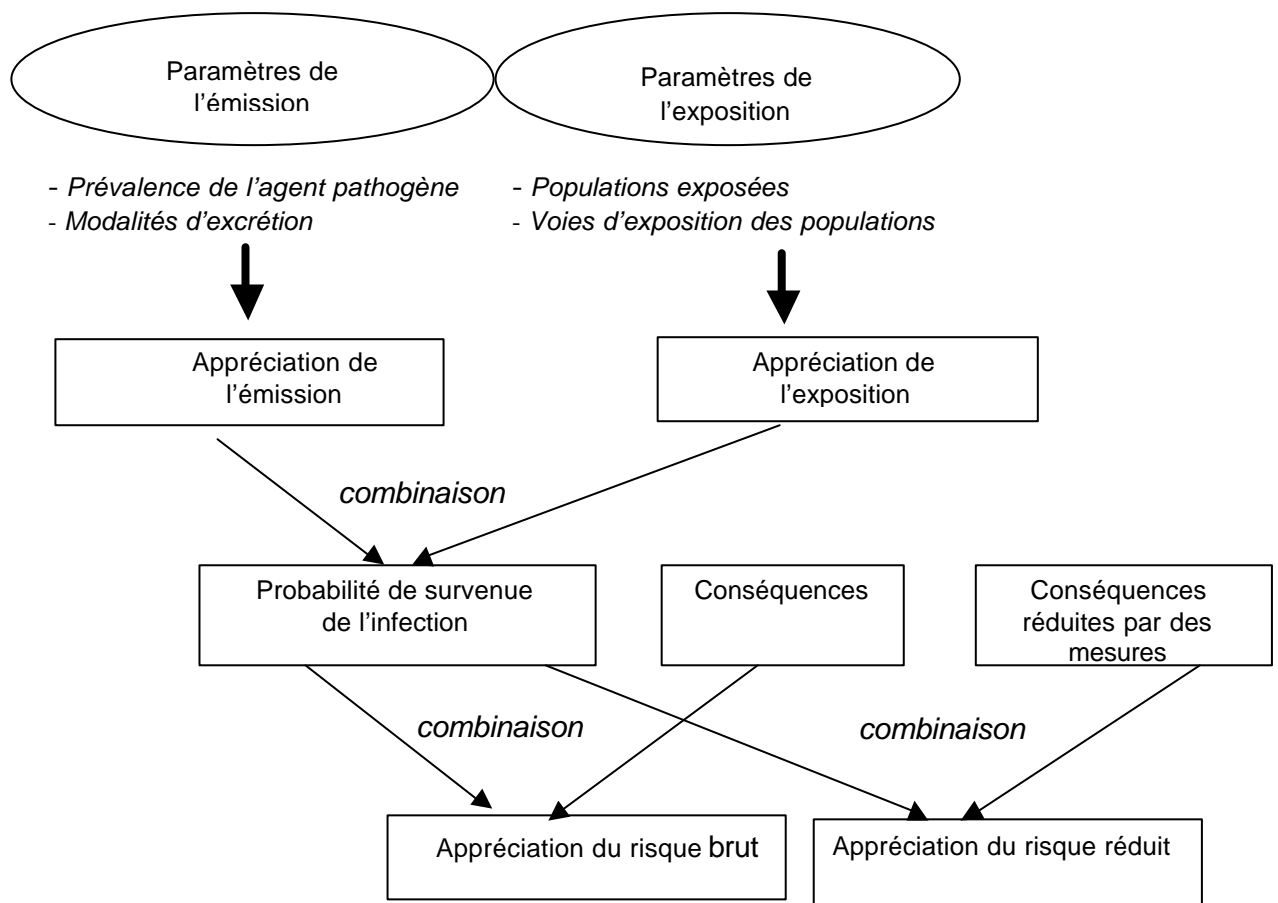 Paramètres de
l’émission
Paramètres de
l’exposition
- Prévalence de l’agent pathogène
- Modalités d’excrétion
- Populations exposées
- Voies d’exposition des populations
Appréciation de
l’émission
Appréciation de
l’exposition
combinaison
Probabilité de survenue
de l’infection
Conséquences
Conséquences
réduites par des
mesures
combinaison
combinaison
Appréciation du risque brut
Appréciation du risque réduit